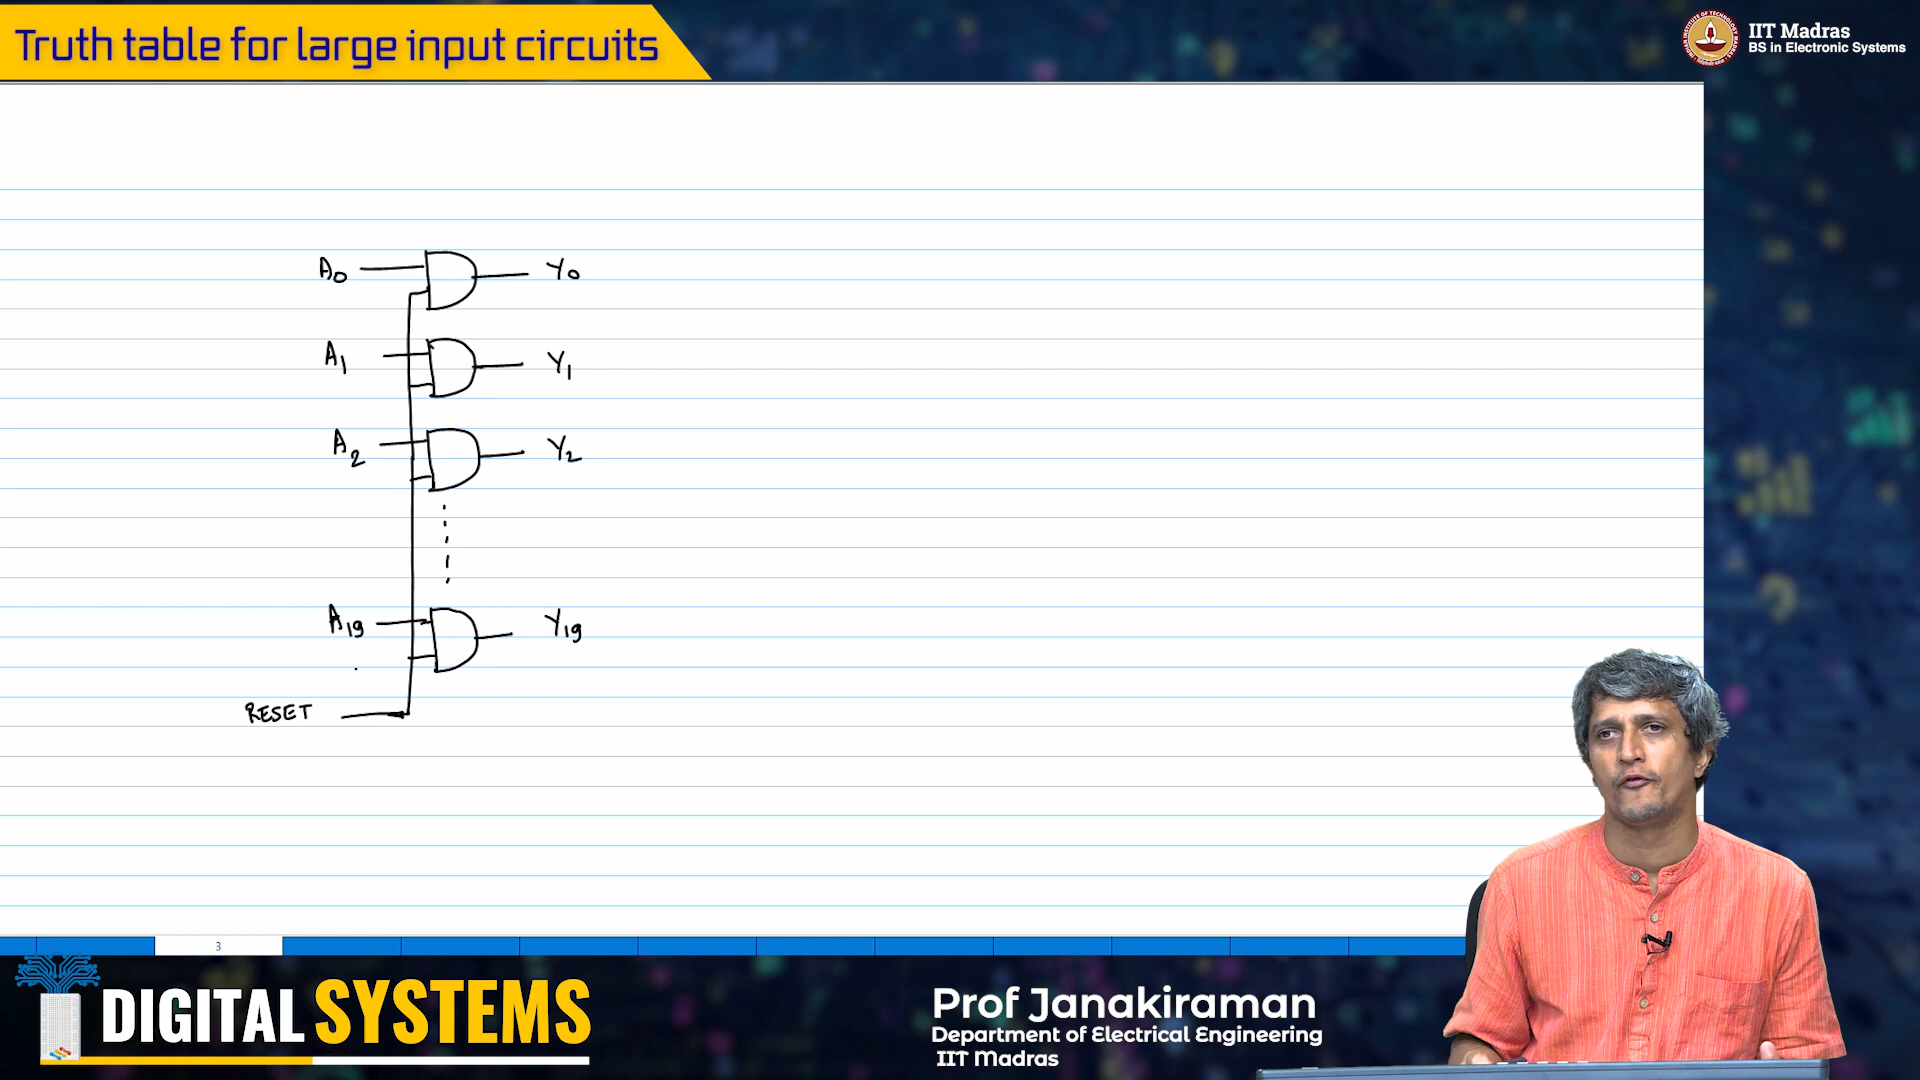 Truth table for large input circuits
IIT Madras
BS in Electronic Systems
A0 Y0
A1 Y1
A2 Y2
A19 Y19
RESET
3
DIGITAL SYSTEMS
Prof Janakiraman
Department of Electrical Engineering
IIT Madras